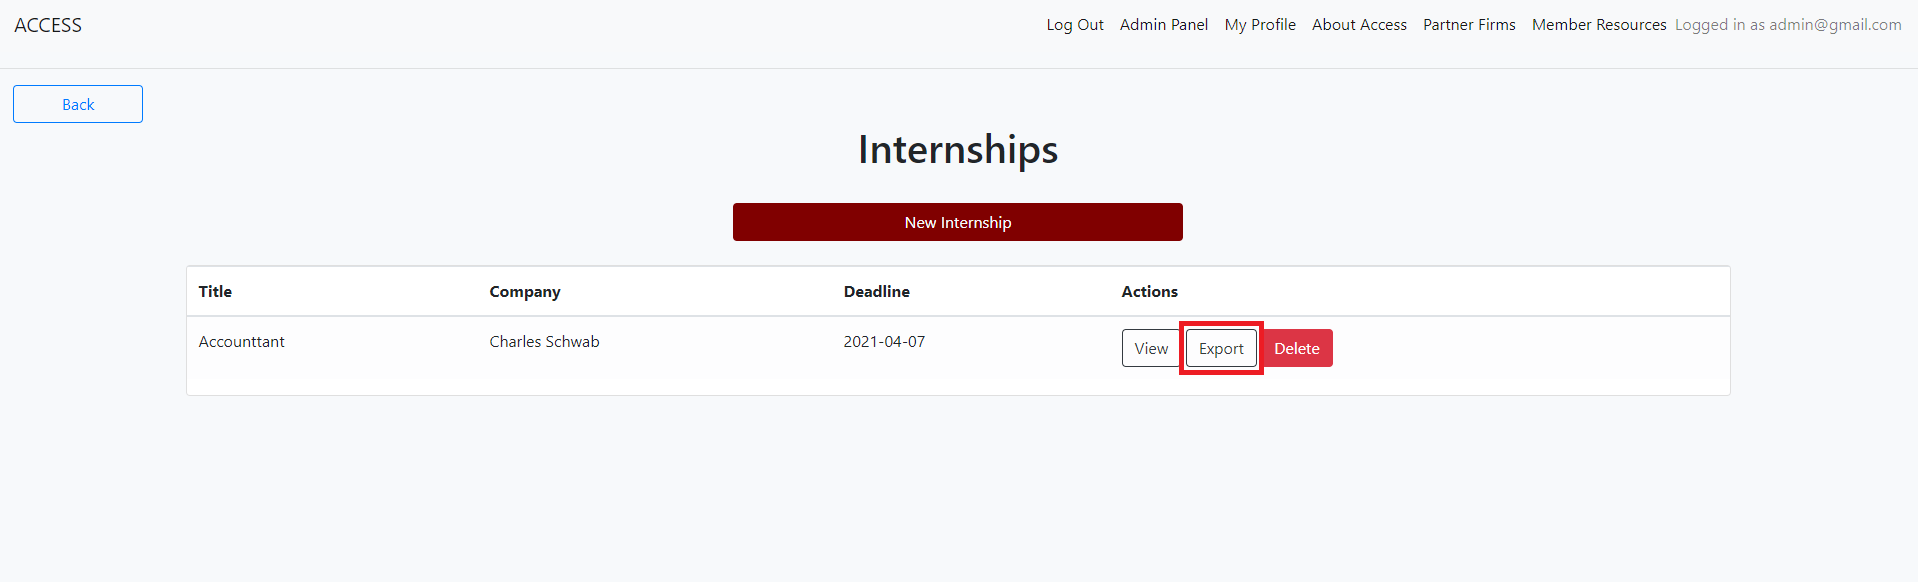 ACCESS
Log Out Admin Panel My Profile About Access Partner Firms Member Resources Logged in as admin@gmail.com
Back
Internships
New Internship
Title Company Deadline Actions
Accounttant Charles Schwab 2021-04-07 View Export Delete